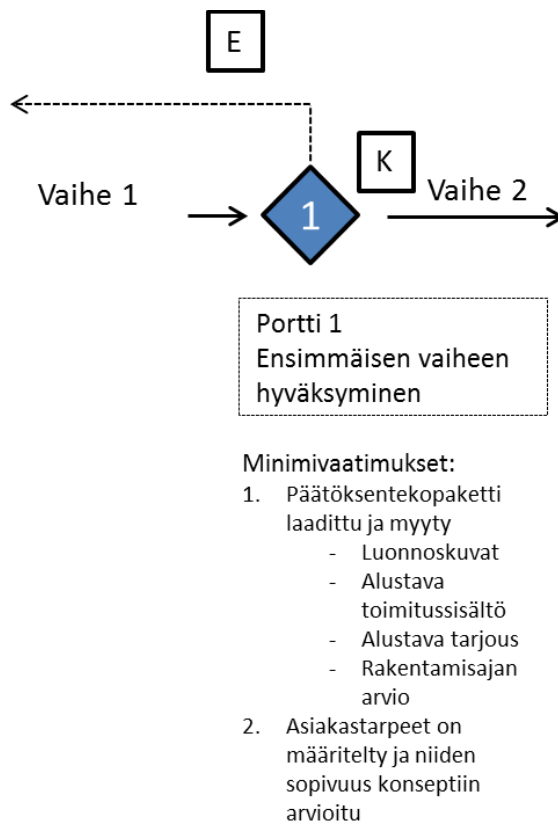 E
K
Vaihe 1
1
Vaihe 2
Portti 1
Ensimmäisen vaiheen
hyväksyminen
Minimivaatimukset:
1. Päätöksentekopaketti
laadittu ja myyty
- Luonnoskuvat
- Alustava
toimitussisältö
- Alustava tarjous
- Rakentamisajan
arvio
2. Asiakastarpeet on
määritelty ja niiden
sopivuus konseptiin
arvioitu